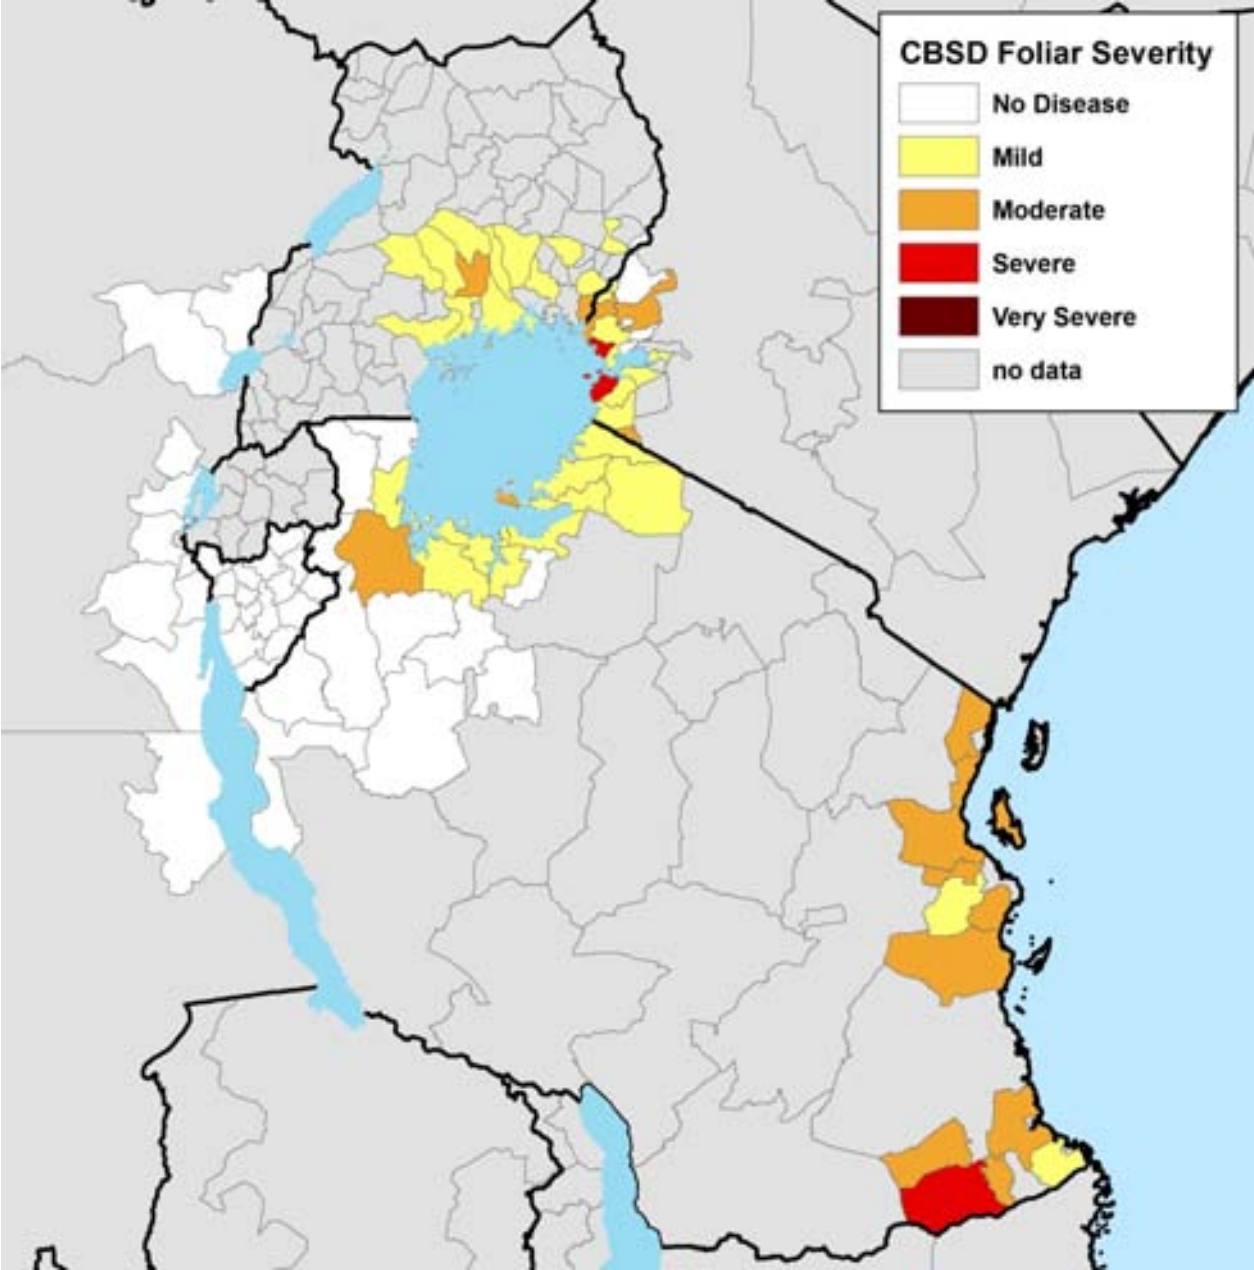 CBSD Foliar Severity
No Disease
Mild
Moderate
Severe
Very Severe
no data